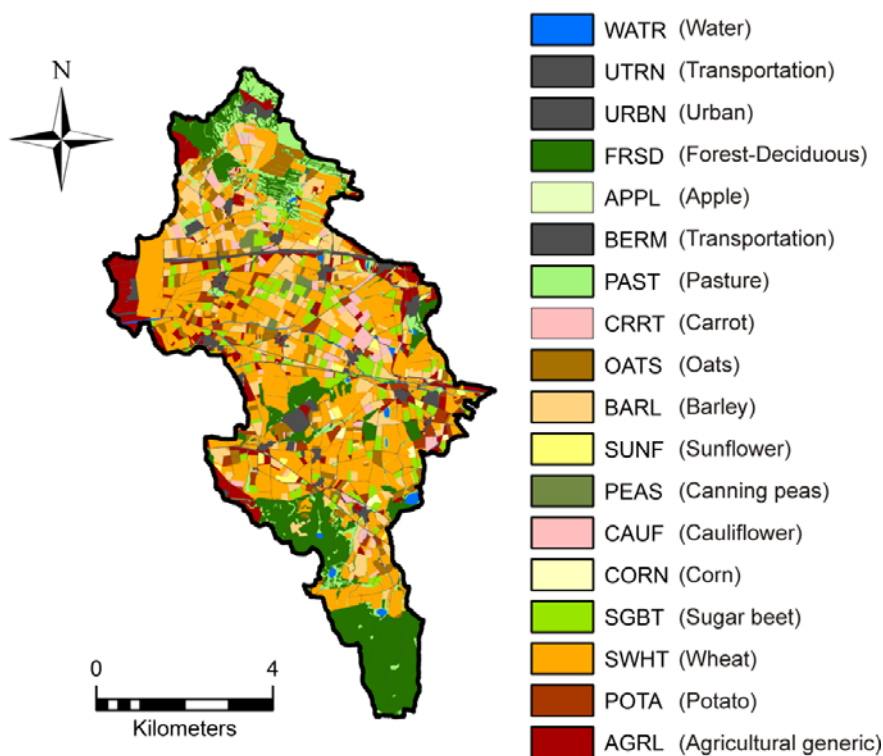 N
WATR (Water)
UTRN (Transportation)
URBN (Urban)
FRSD (Forest-Deciduous)
APPL (Apple)
BERM (Transportation)
PAST (Pasture)
CRRT (Carrot)
OATS (Oats)
BARL (Barley)
SUNF (Sunflower)
PEAS (Canning peas)
CAUF (Cauliflower)
CORN (Corn)
SGBT (Sugar beet)
SWHT (Wheat)
POTA (Potato)
AGRL (Agricultural generic)
0 4
Kilometers